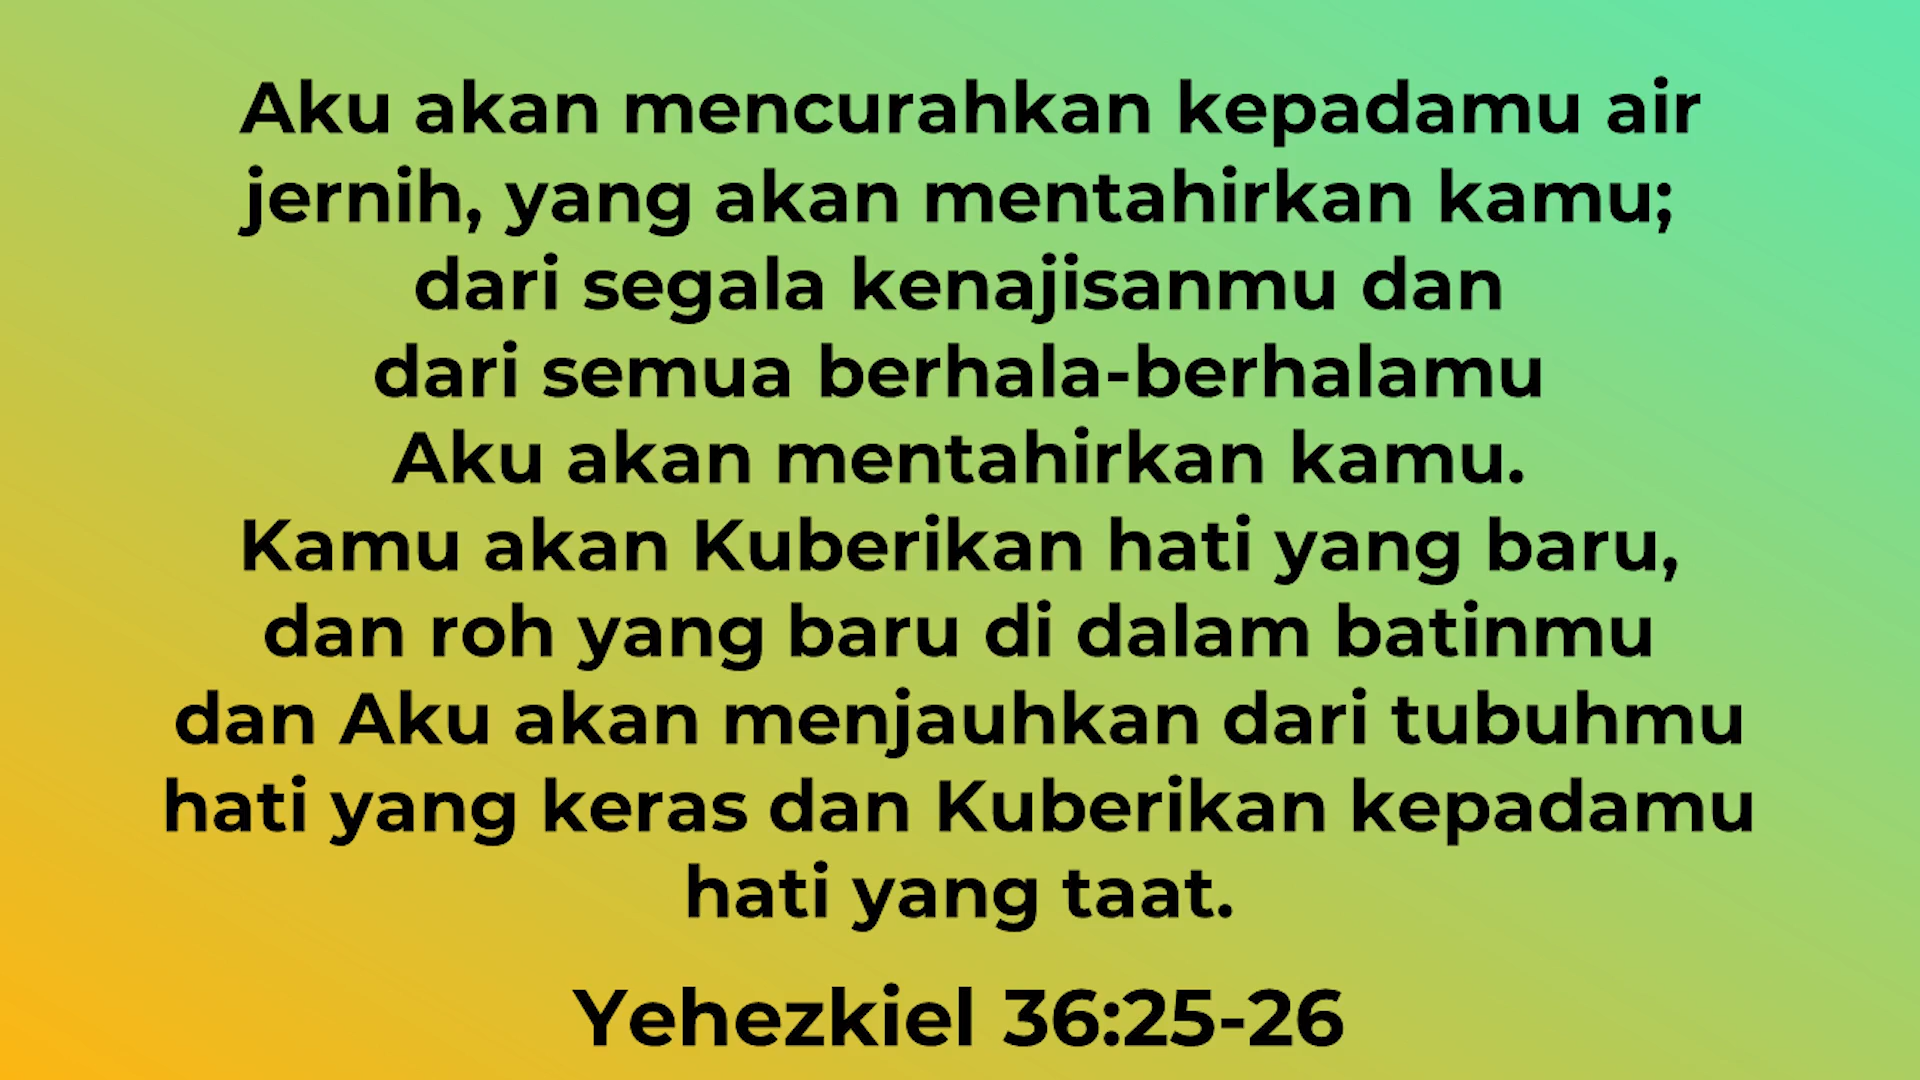 Aku akan mencurahkan kepadamu air
jernih, yang akan mentahirkan kamu;
dari segala kenajisanmu dan
dari semua berhala-berhalamu
Aku akan mentahirkan kamu.
Kamu akan Kuberikan hati yang baru,
dan roh yang baru di dalam batinmu
dan Aku akan menjauhkan dari tubuhmu
hati yang keras dan Kuberikan kepadamu
hati yang taat.
Yehezkiel 36:25-26